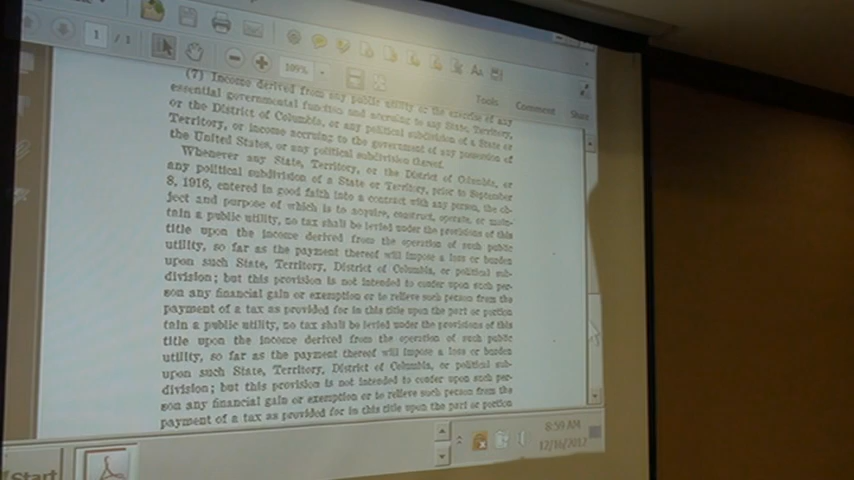 1 / 1
109%
Tools
Comment
Share
(7) Income derived from any public utility or the exercise of any
essential governmental function and accruing to any State, Territory,
or the District of Columbia, or any political subdivision of a State or
Territory, or income accruing to the government of any possession of
the United States, or any political subdivision thereof.
Whenever any State, Territory, or the District of Columbia, or
any political subdivision of a State or Territory, prior to September
8, 1916, entered in good faith into a contract with any person, the ob-
ject and purpose of which is to acquire, construct, operate, or main-
tain a public utility, no tax shall be levied under the provisions of this
title upon the income derived from the operation of such public
utility, so far as the payment thereof will impose a loss or burden
upon such State, Territory, District of Columbia, or political sub-
division; but this provision is not intended to confer upon such per-
son any financial gain or exemption or to relieve such person from the
payment of a tax as provided for in this title upon the part or portion
tain a public utility, no tax shall be levied under the provisions of this
title upon the income derived from the operation of such public
utility, so far as the payment thereof will impose a loss or burden
upon such State, Territory, District of Columbia, or political sub-
division; but this provision is not intended to confer upon such per-
son any financial gain or exemption or to relieve such person from the
payment of a tax as provided for in this title upon the part or portion
8:59 AM
12/16/2012
Start